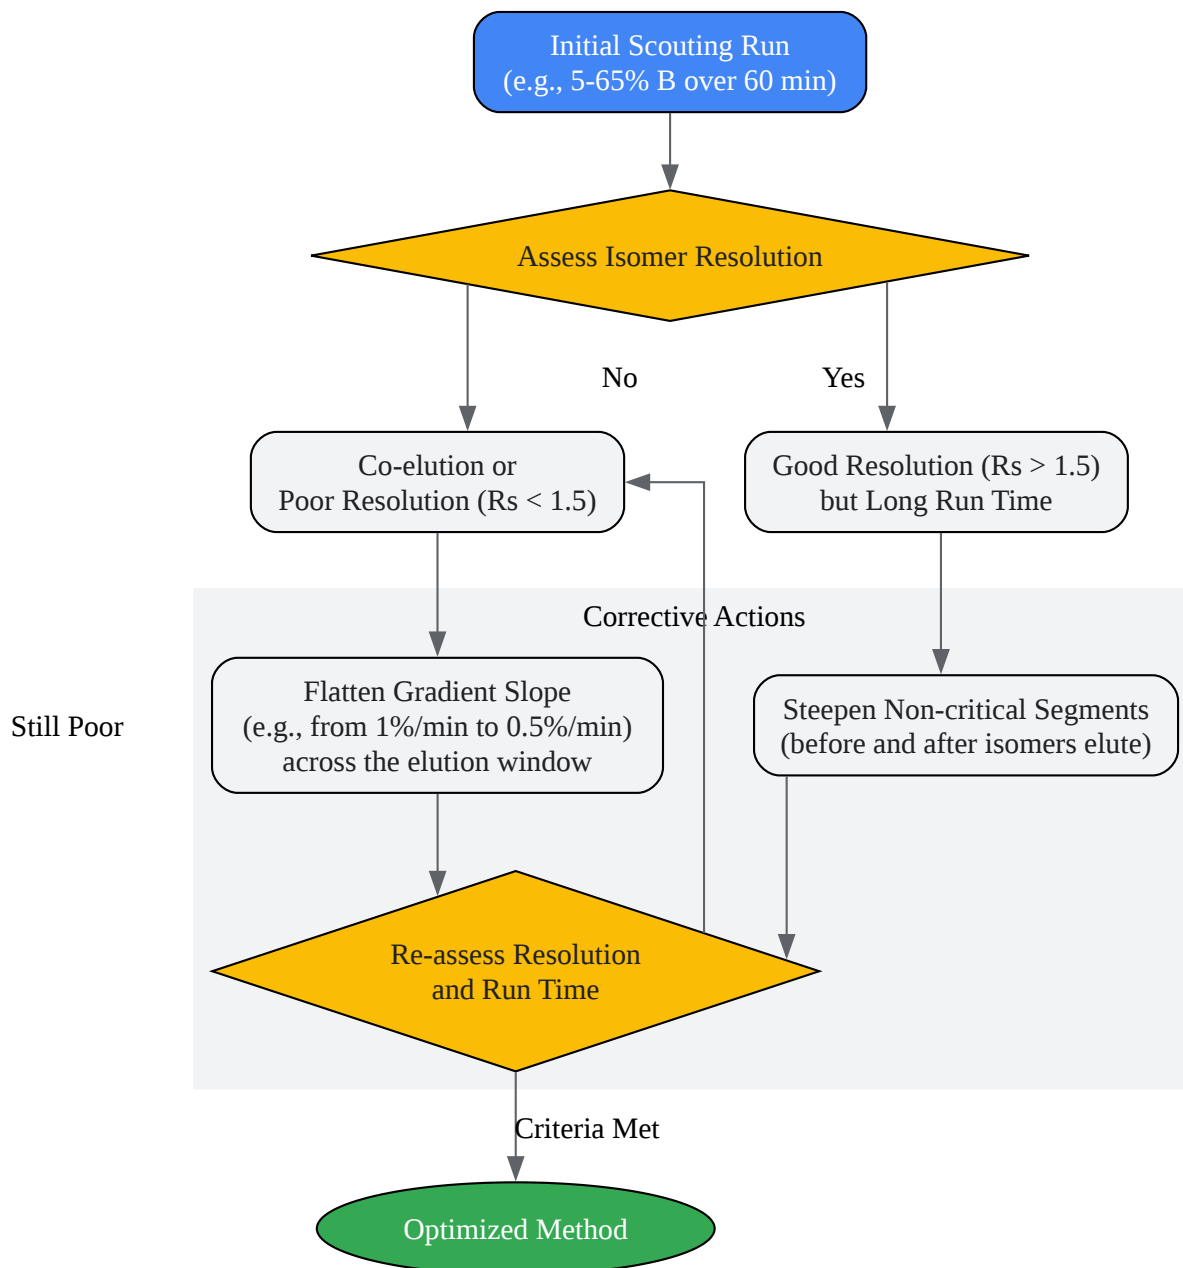 Initial Scouting Run
(e.g., 5-65% B over 60 min)
Assess Isomer Resolution
No
Yes
Co-elution or
Poor Resolution (Rs < 1.5)
Good Resolution (Rs > 1.5)
but Long Run Time
Corrective Actions
Flatten Gradient Slope
(e.g., from 1%/min to 0.5%/min)
across the elution window
Steepen Non-critical Segments
(before and after isomers elute)
Still Poor
Re-assess Resolution
and Run Time
Criteria Met
Optimized Method